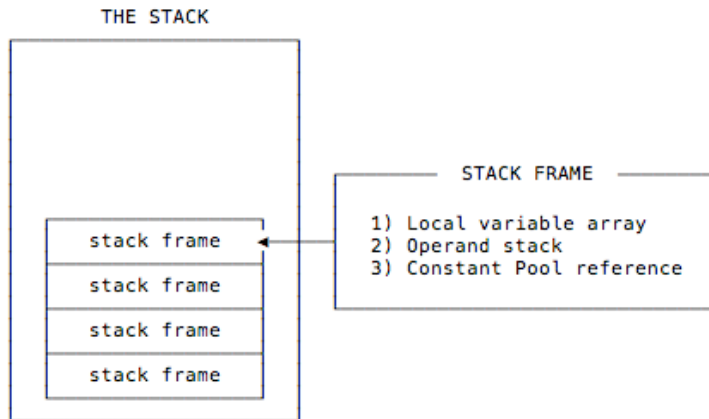 THE STACK
stack frame
stack frame
stack frame
stack frame
STACK FRAME
1) Local variable array
2) Operand stack
3) Constant Pool reference